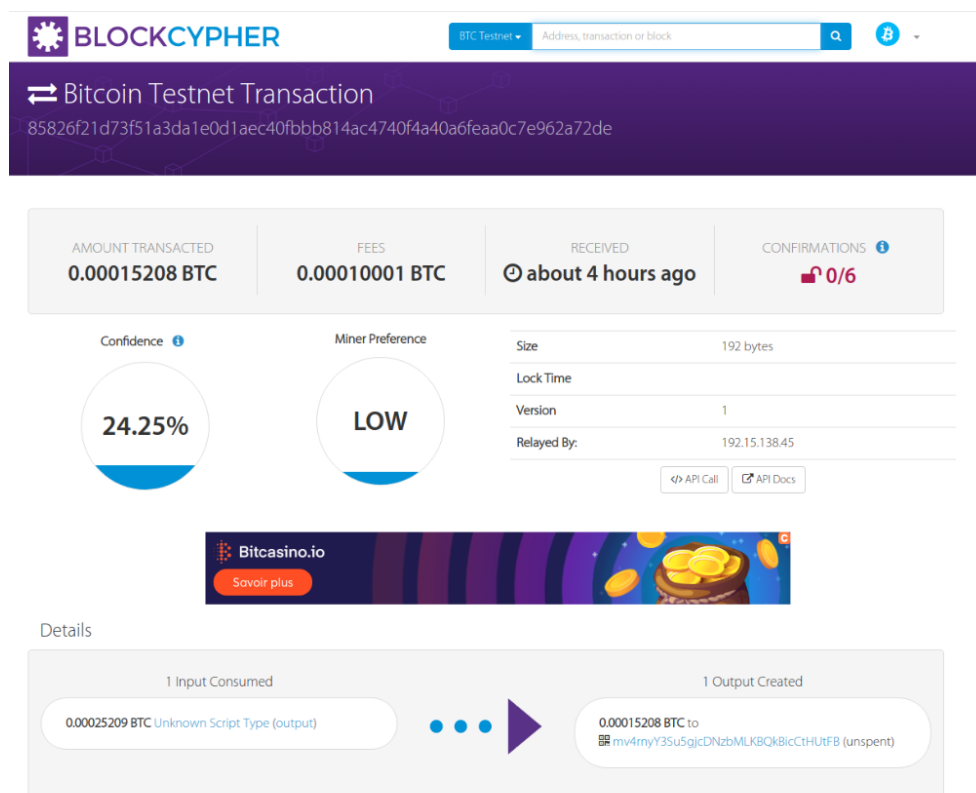 BLOCKCYPHER
BTC Testnet
Address, transaction or block
Bitcoin Testnet Transaction
85826f21d73f51a3da1e0d1aec40fbbb814ac4740f4a40a6feaa0c7e962a72de
AMOUNT TRANSACTED
0.00015208 BTC
FEES
0.00010001 BTC
RECEIVED
about 4 hours ago
CONFIRMATIONS
0/6
Confidence
24.25%
Miner Preference
LOW
Size 192 bytes
Lock Time
Version 1
Relayed By: 192.15.138.45
</> API Call
API Docs
Bitcasino.io
Savoir plus
C
Details
1 Input Consumed
0.00025209 BTC Unknown Script Type (output)
1 Output Created
0.00015208 BTC to
mv4rnyY3Su5gjcDNzbMLKBQkBicCtHUtFB (unspent)